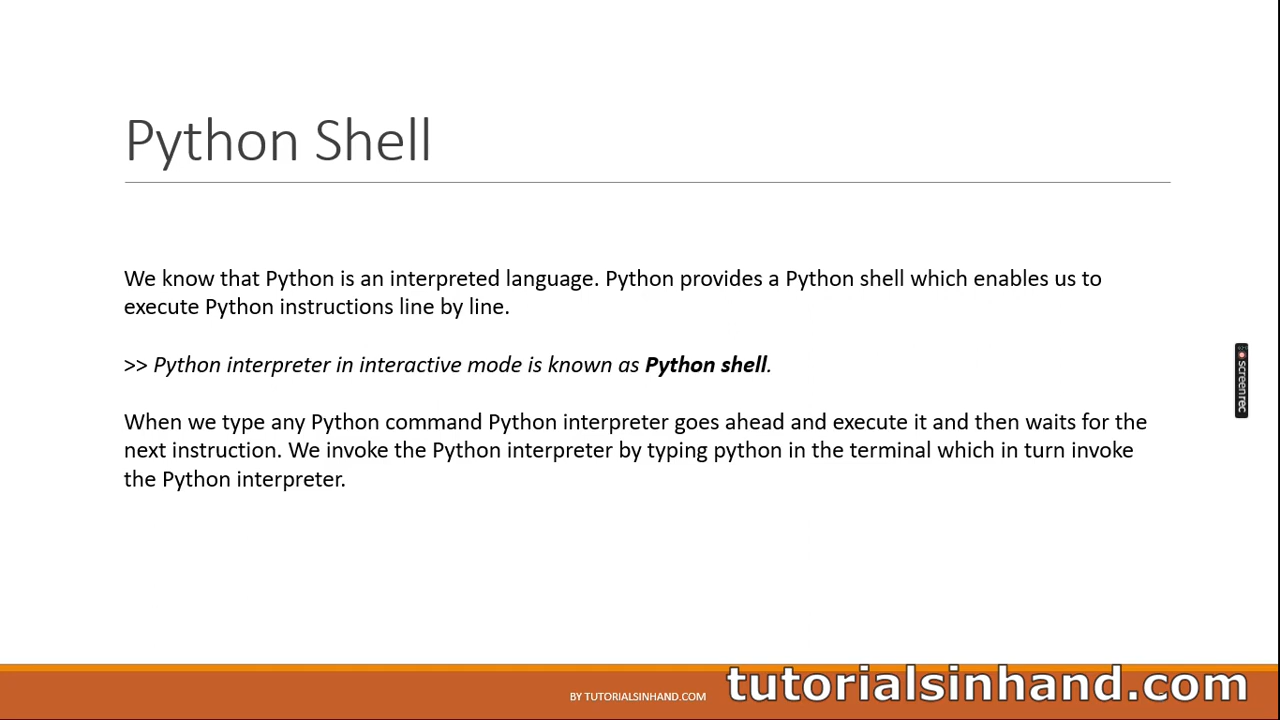 Python Shell
We know that Python is an interpreted language. Python provides a Python shell which enables us to
execute Python instructions line by line.
>> Python interpreter in interactive mode is known as Python shell.
When we type any Python command Python interpreter goes ahead and execute it and then waits for the
next instruction. We invoke the Python interpreter by typing python in the terminal which in turn invoke
the Python interpreter.
screenrec
BY TUTORIALSINHAND.COM
tutorialsinhand.com